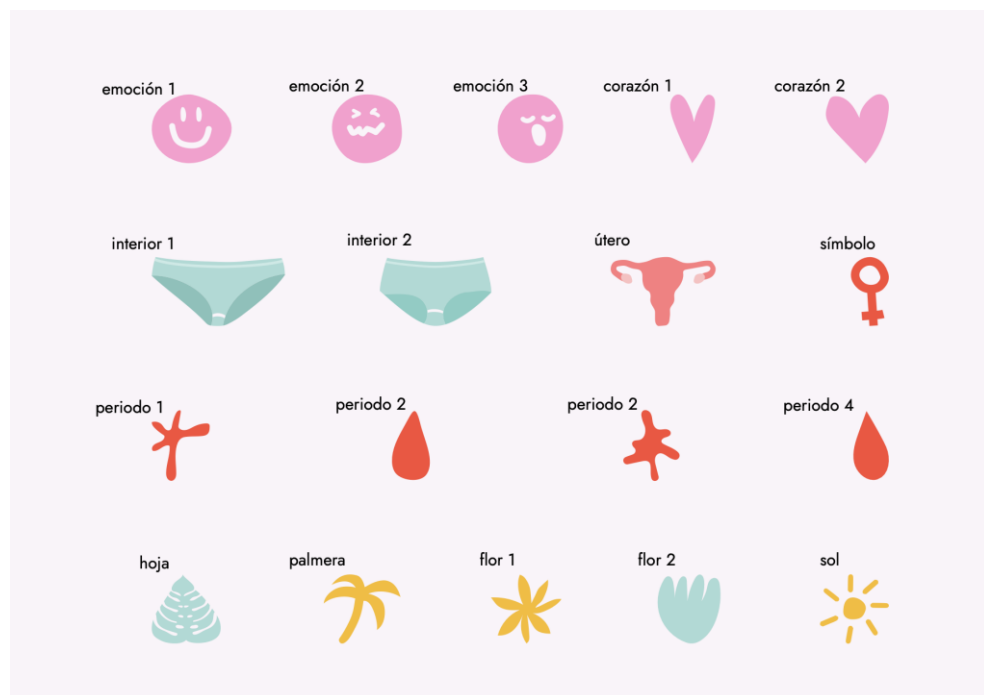 emoción 1
emoción 2
emoción 3
corazón 1
corazón 2
interior 1
interior 2
útero
símbolo
periodo 1
periodo 2
periodo 2
periodo 4
hoja
palmera
flor 1
flor 2
sol